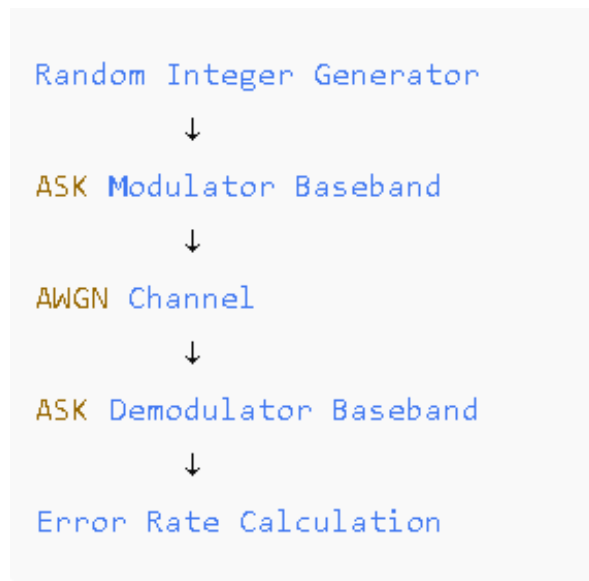 Random Integer Generator
↓
ASK Modulator Baseband
↓
AWGN Channel
↓
ASK Demodulator Baseband
↓
Error Rate Calculation